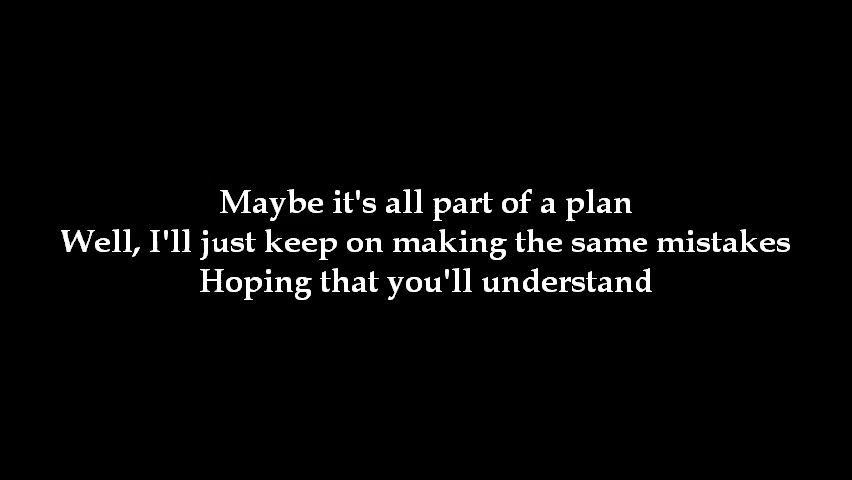 Maybe it's all part of a plan
Well, I'll just keep on making the same mistakes
Hoping that you'll understand